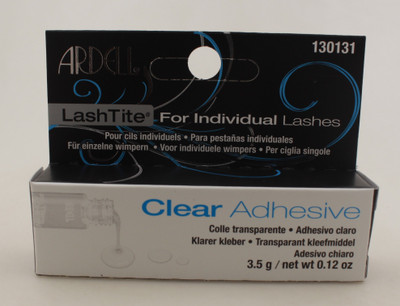 130131
ARDELL
LashTite® For Individual Lashes
Pour cils individuels • Para pestañas individuales
Für einzelne wimpern • Voor individuele wimpers • Per ciglia singole
Clear Adhesive
Colle transparente • Adhesivo claro
Klarer kleber • Transparant kleefmiddel
Adesivo chiaro
3.5 g / net wt 0.12 oz